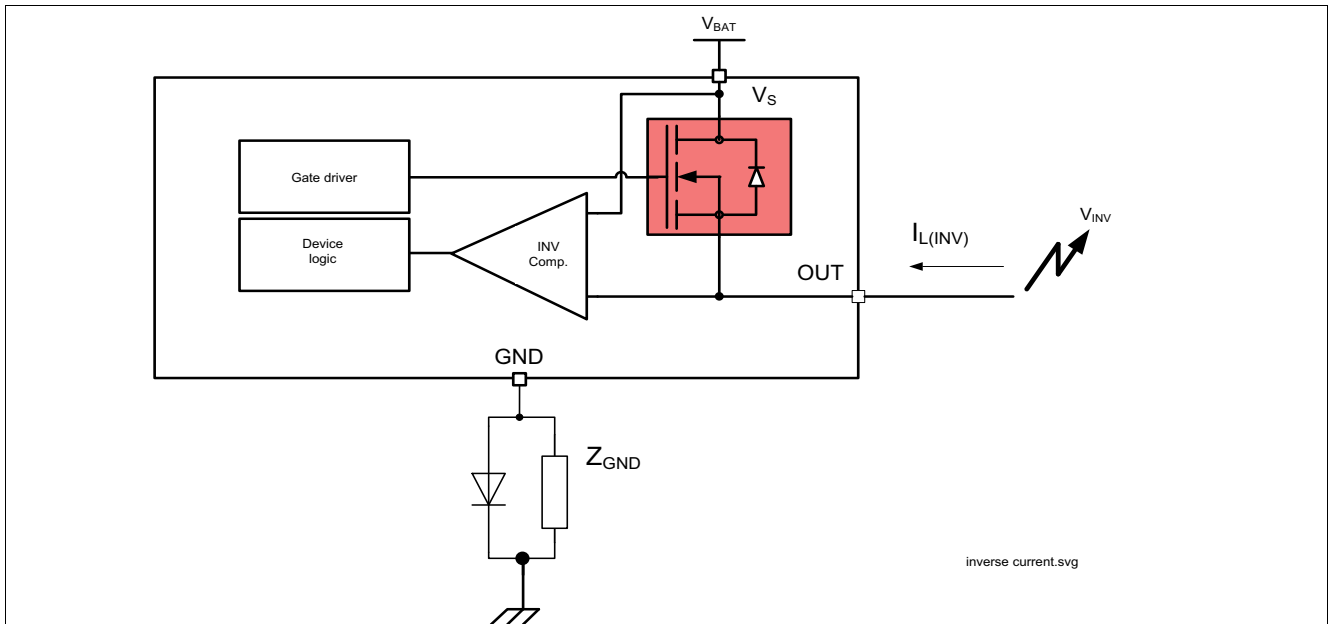 VBAT
VS
Gate driver
Device
logic
INV
Comp.
OUT
IL(INV)
VINV
GND
ZGND
inverse current.svg